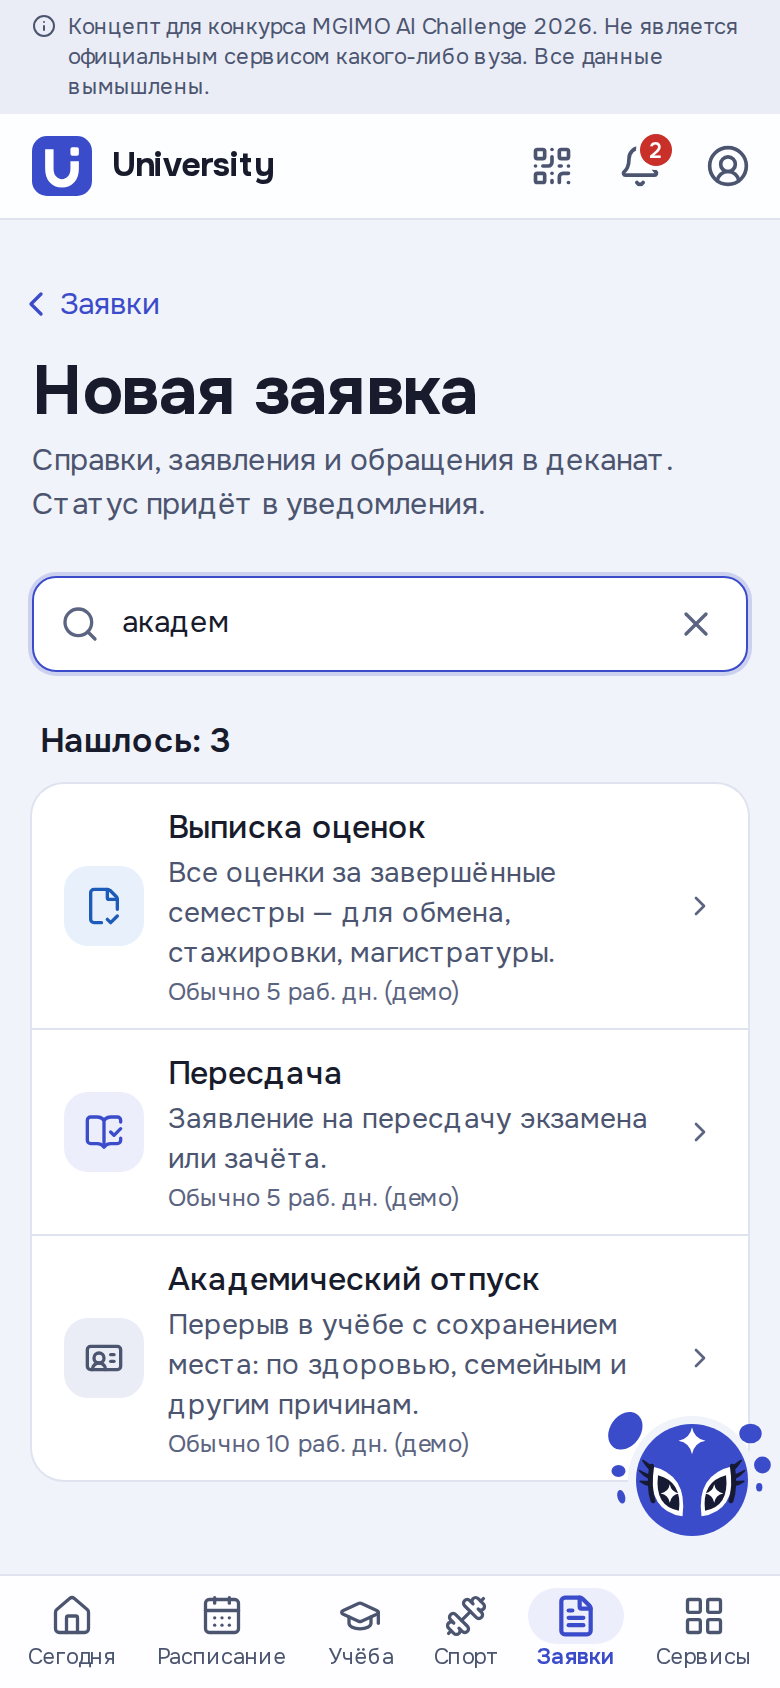 Концепт для конкурса MGIMO AI Challenge 2026. Не является
официальным сервисом какого-либо вуза. Все данные
вымышлены.
University
2
Заявки
Новая заявка
Справки, заявления и обращения в деканат.
Статус придёт в уведомления.
академ
Нашлось: 3
Выписка оценок
Все оценки за завершённые
семестры — для обмена,
стажировки, магистратуры.
Обычно 5 раб. дн. (демо)
Пересдача
Заявление на пересдачу экзамена
или зачёта.
Обычно 5 раб. дн. (демо)
Академический отпуск
Перерыв в учёбе с сохранением
места: по здоровью, семейным и
другим причинам.
Обычно 10 раб. дн. (демо)
Сегодня Расписание Учёба Спорт Заявки Сервисы